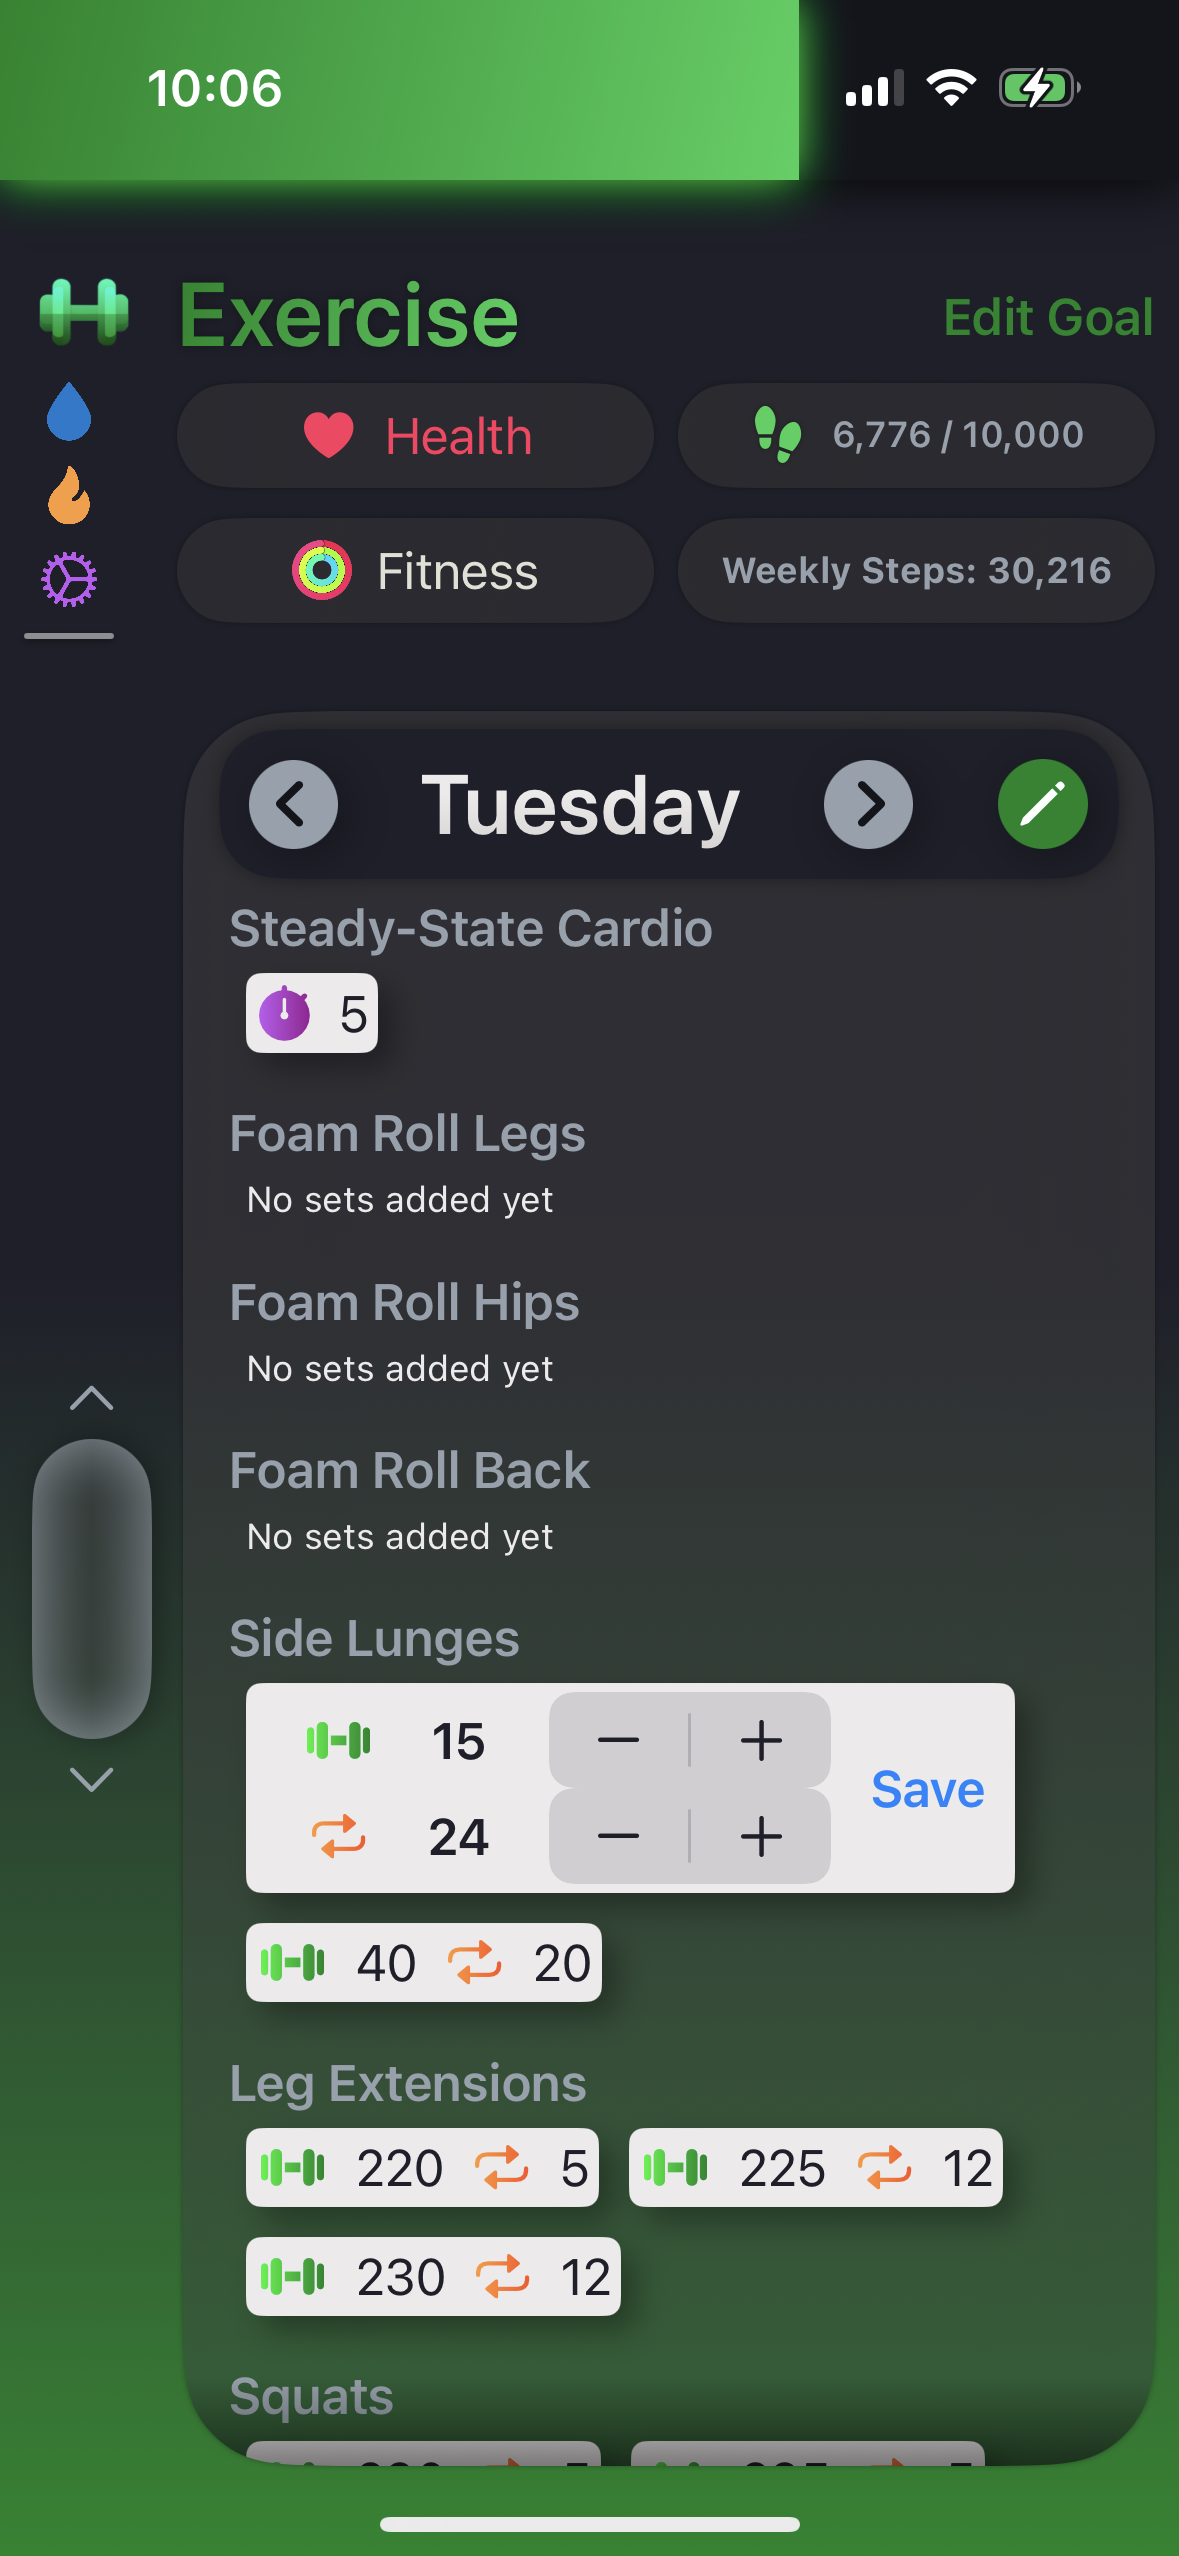 10:06
Exercise
Edit Goal
Health
6,776 / 10,000
Fitness
Weekly Steps: 30,216
Tuesday
Steady-State Cardio
5
Foam Roll Legs
No sets added yet
Foam Roll Hips
No sets added yet
Foam Roll Back
No sets added yet
Side Lunges
15
24
Save
40 20
Leg Extensions
220 5 225 12
230 12
Squats